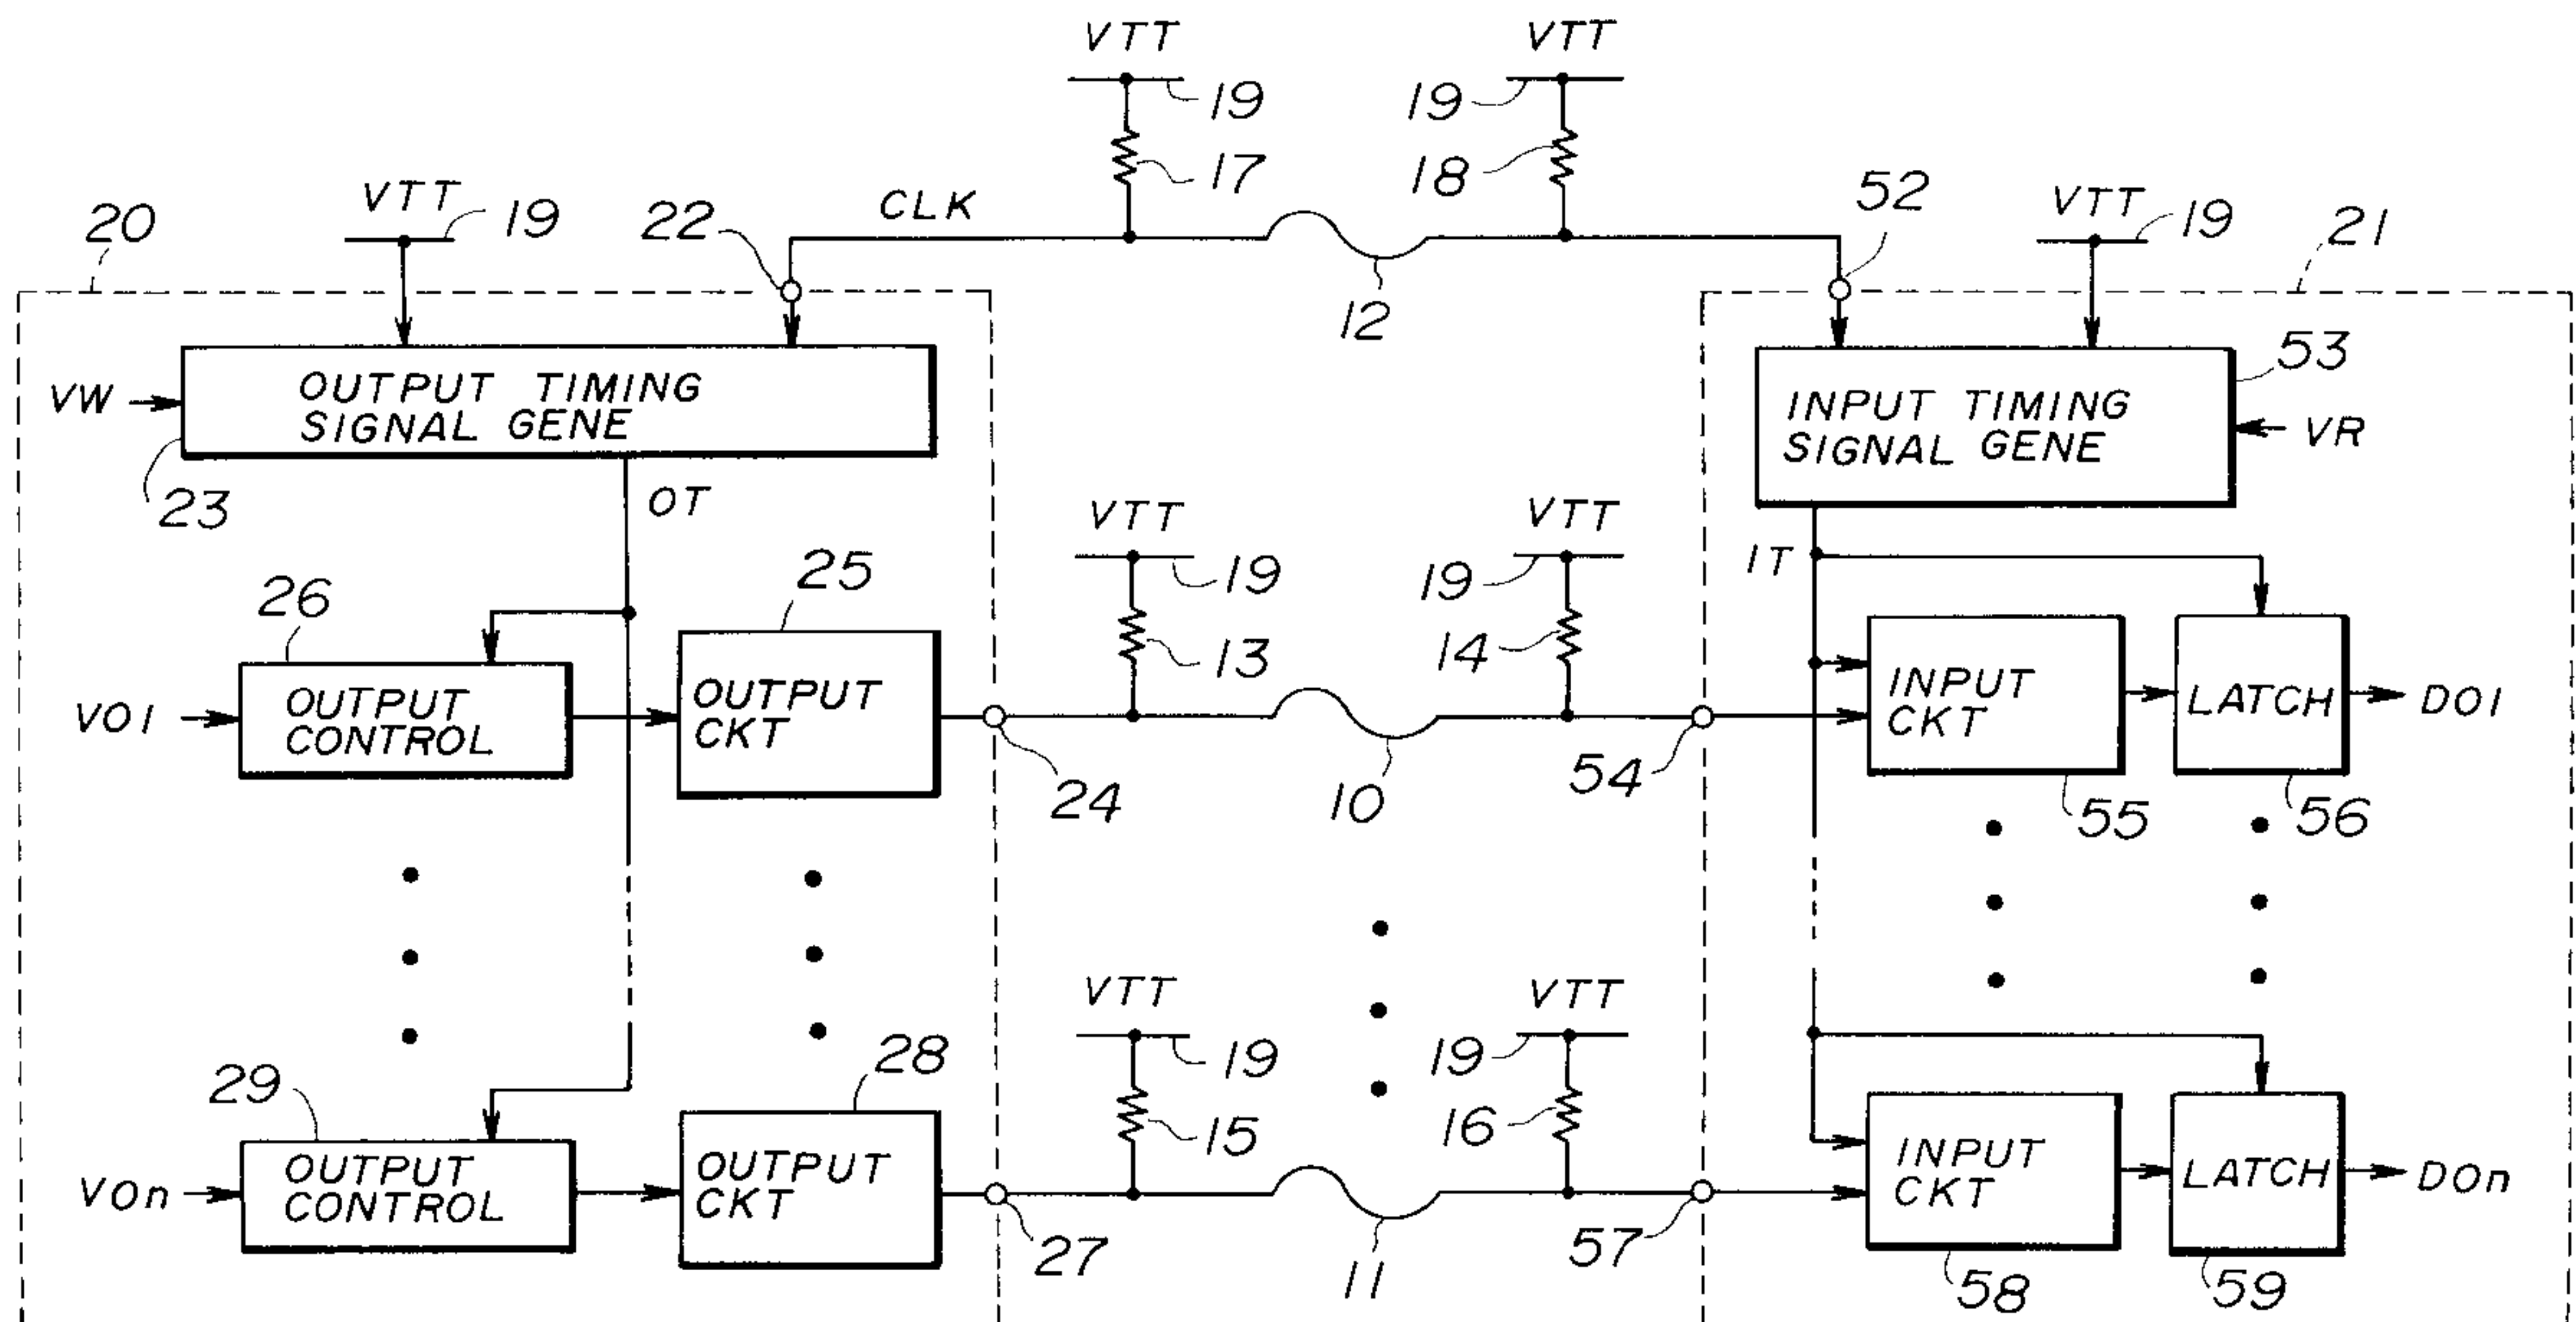 VTT
VTT
19
19
17
18
VTT
19
20
22
CLK
52
VTT
19
21
12
VW
OUTPUT TIMING
SIGNAL GENE
23
OT
53
INPUT TIMING
SIGNAL GENE
VR
VTT
VTT
19
19
IT
26
25
13
14
VO1
OUTPUT
CONTROL
OUTPUT
CKT
24
10
54
INPUT
CKT
LATCH
DO1
55
56
VTT
VTT
19
19
29
28
15
16
VOn
OUTPUT
CONTROL
OUTPUT
CKT
27
11
57
INPUT
CKT
LATCH
DOn
58
59